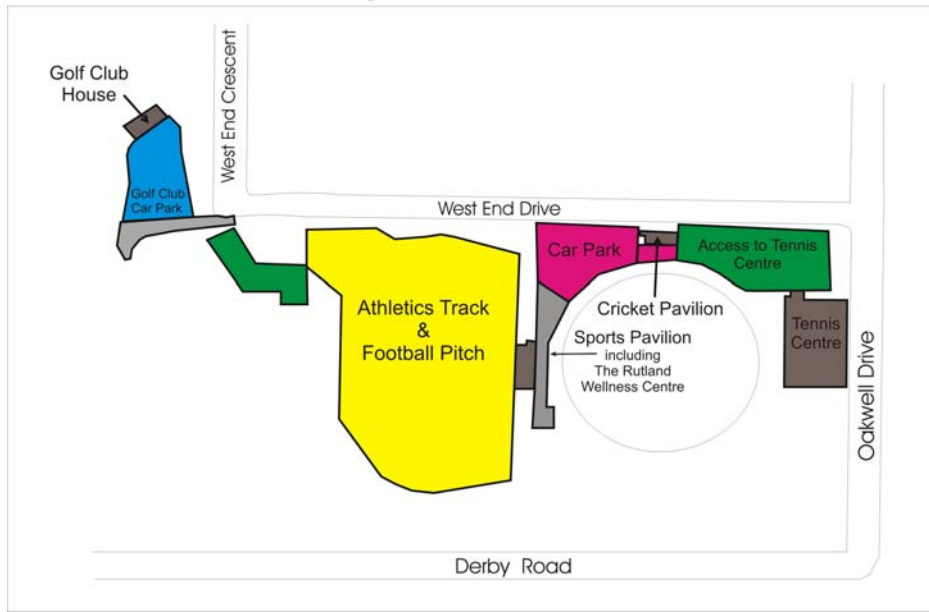 Golf Club
House
West End Crescent
Golf Club
Car Park
West End Drive
Car Park
Access to Tennis
Centre
Athletics Track
&
Football Pitch
Cricket Pavilion
Sports Pavilion
including
The Rutland
Wellness Centre
Tennis
Centre
Oakwell Drive
Derby Road